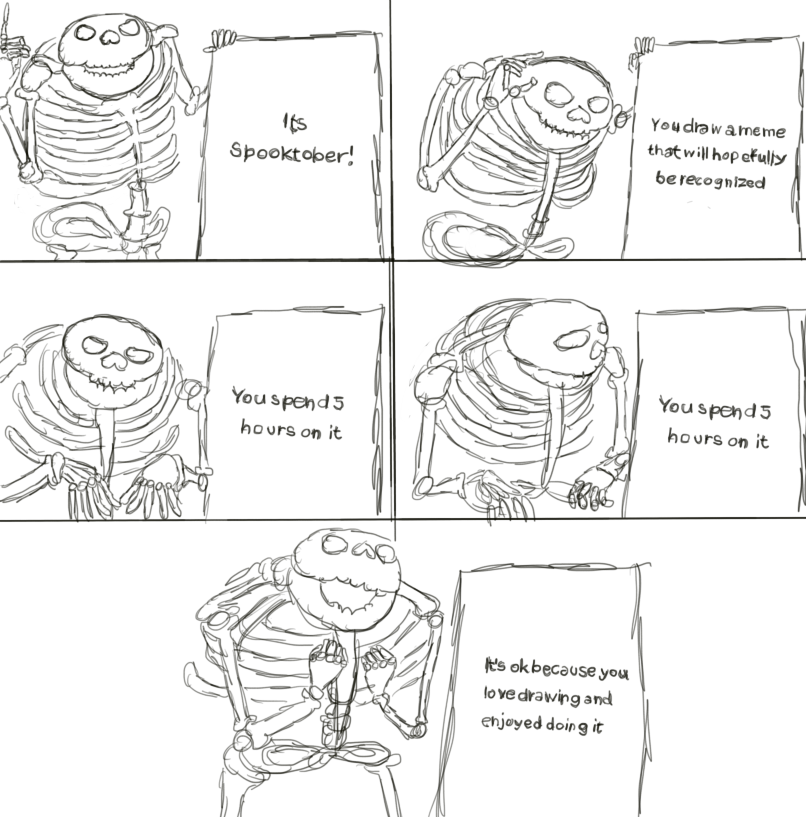 Its
Spooktober!
You draw a meme
that will hopefully
be recognized
You spend 5
hours on it
You spend 5
hours on it
It's ok because you
love drawing and
enjoyed doing it